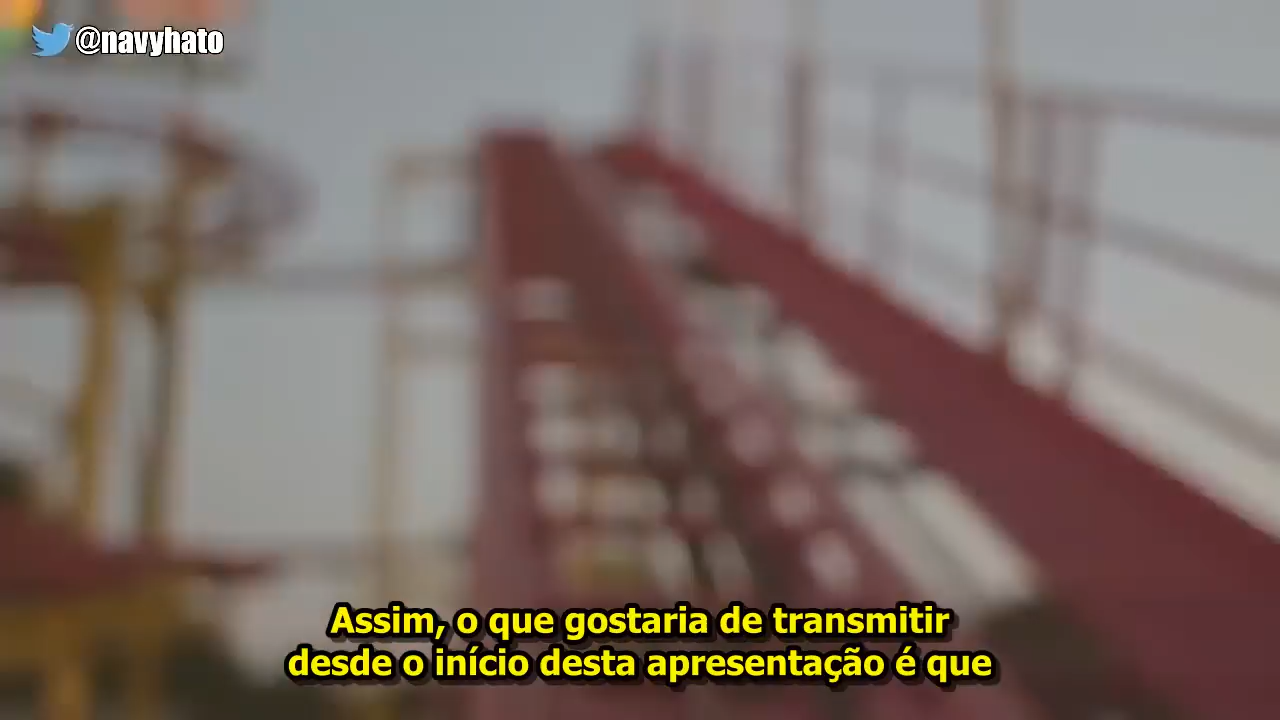 @navyhato
Assim, o que gostaria de transmitir
desde o início desta apresentação é que